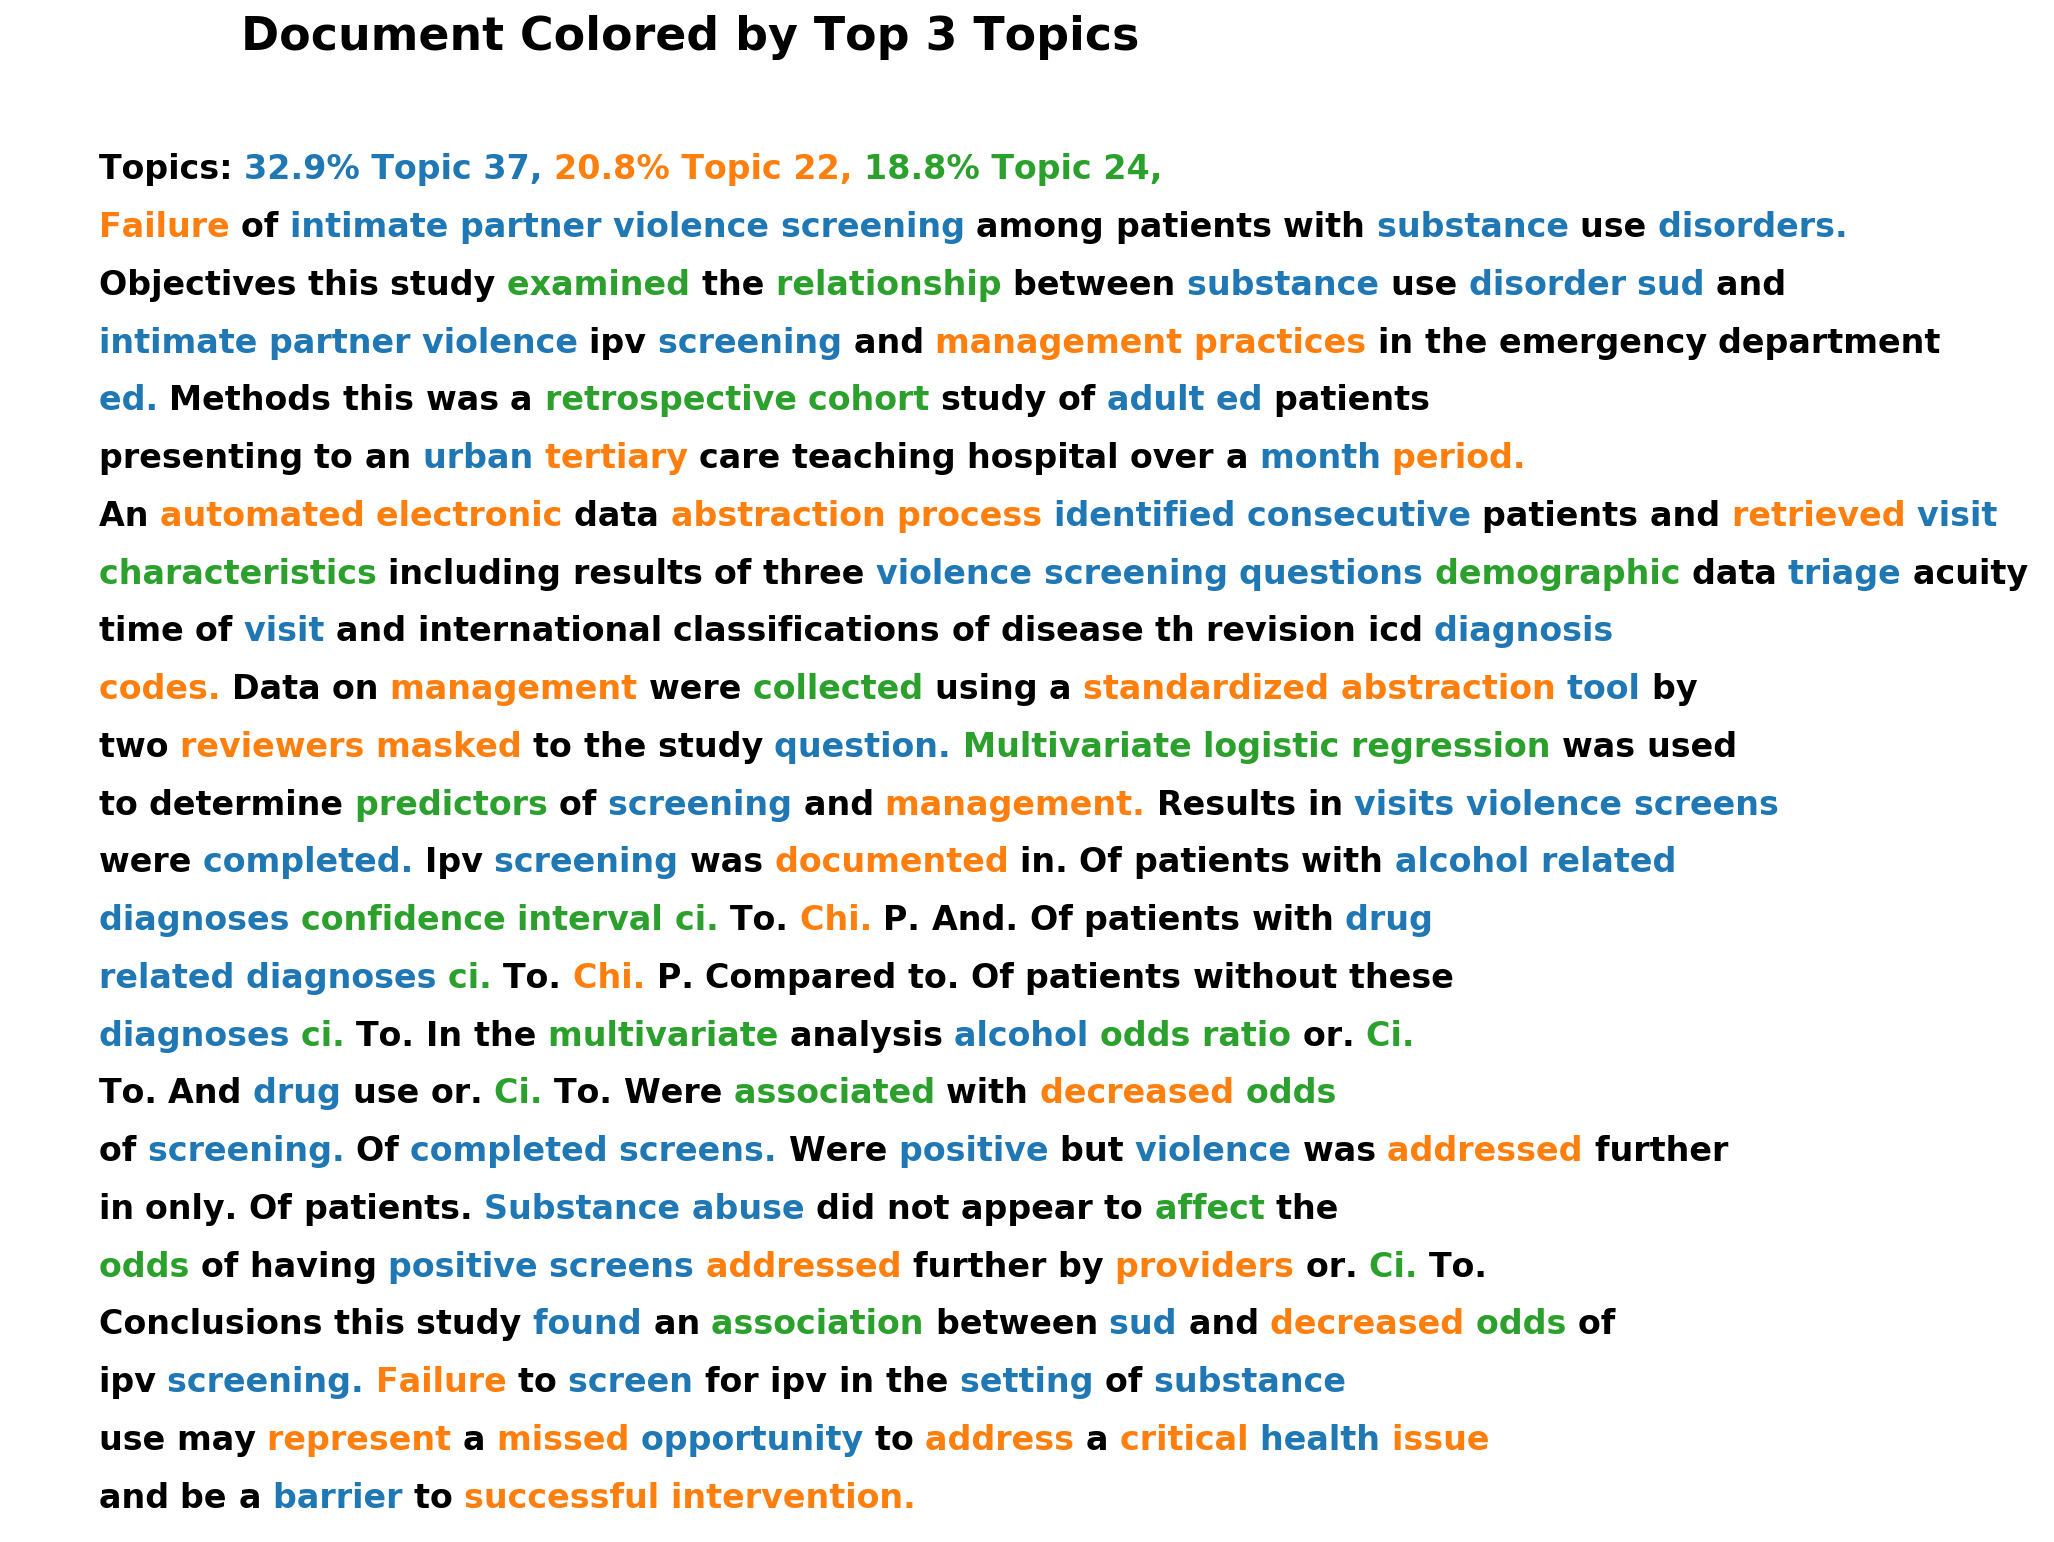 Document Colored by Top 3 Topics
Topics: 32.9% Topic 37, 20.8% Topic 22, 18.8% Topic 24,
Failure of intimate partner violence screening among patients with substance use disorders.
Objectives this study examined the relationship between substance use disorder sud and
intimate partner violence ipv screening and management practices in the emergency department
ed. Methods this was a retrospective cohort study of adult ed patients
presenting to an urban tertiary care teaching hospital over a month period.
An automated electronic data abstraction process identified consecutive patients and retrieved visit
characteristics including results of three violence screening questions demographic data triage acuity
time of visit and international classifications of disease th revision icd diagnosis
codes. Data on management were collected using a standardized abstraction tool by
two reviewers masked to the study question. Multivariate logistic regression was used
to determine predictors of screening and management. Results in visits violence screens
were completed. Ipv screening was documented in. Of patients with alcohol related
diagnoses confidence interval ci. To. Chi. P. And. Of patients with drug
related diagnoses ci. To. Chi. P. Compared to. Of patients without these
diagnoses ci. To. In the multivariate analysis alcohol odds ratio or. Ci.
To. And drug use or. Ci. To. Were associated with decreased odds
of screening. Of completed screens. Were positive but violence was addressed further
in only. Of patients. Substance abuse did not appear to affect the
odds of having positive screens addressed further by providers or. Ci. To.
Conclusions this study found an association between sud and decreased odds of
ipv screening. Failure to screen for ipv in the setting of substance
use may represent a missed opportunity to address a critical health issue
and be a barrier to successful intervention.